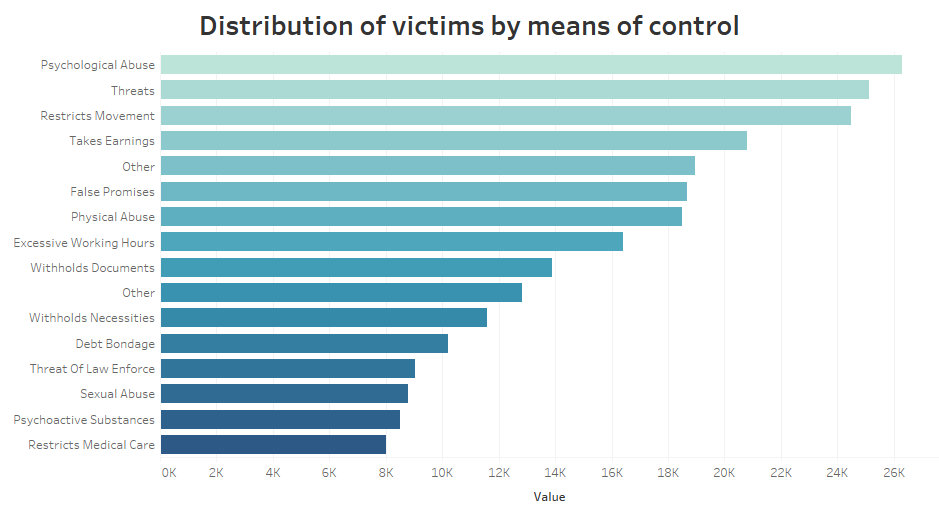 Distribution of victims by means of control
Psychological Abuse
Threats
Restricts Movement
Takes Earnings
Other
False Promises
Physical Abuse
Excessive Working Hours
Withholds Documents
Other
Withholds Necessities
Debt Bondage
Threat Of Law Enforce
Sexual Abuse
Psychoactive Substances
Restricts Medical Care
0K 2K 4K 6K 8K 10K 12K 14K 16K 18K 20K 22K 24K 26K
Value